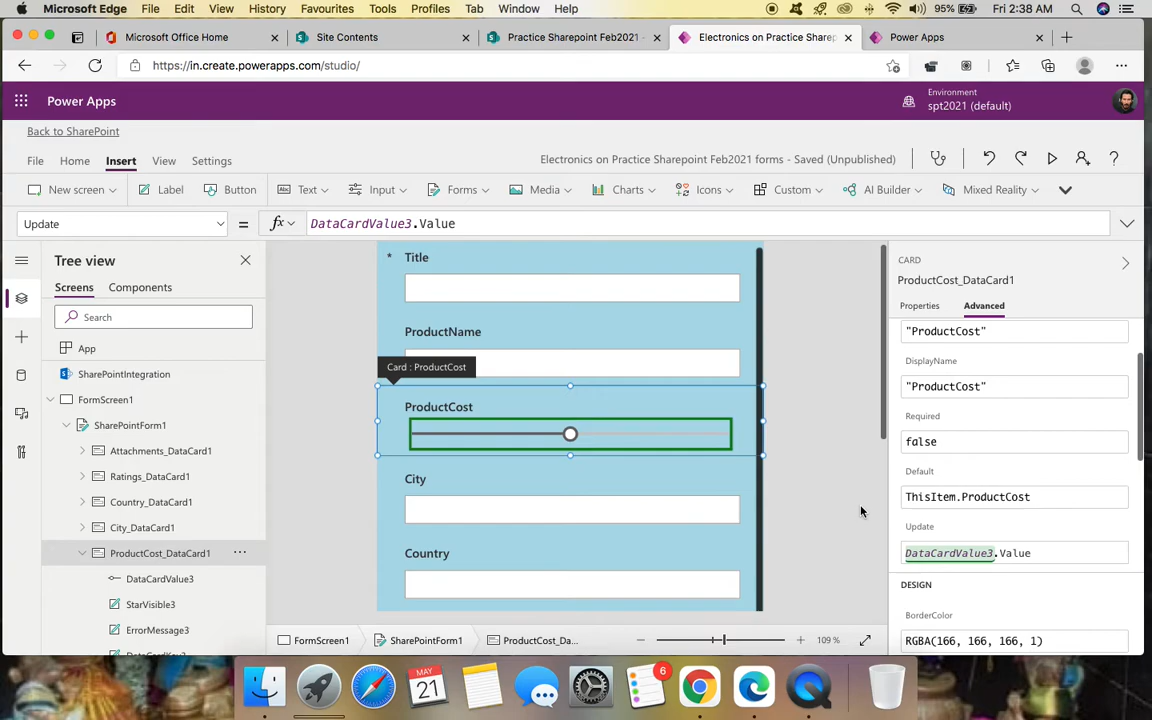 Microsoft Edge File Edit View History Favourites Tools Profiles Tab Window Help 95% Fri 2:38 AM
Microsoft Office Home Site Contents Practice Sharepoint Feb2021 - Electronics on Practice Sharep Power Apps
https://in.create.powerapps.com/studio/
Power Apps
Environment
spt2021 (default)
Back to SharePoint
File Home Insert View Settings Electronics on Practice Sharepoint Feb2021 forms - Saved (Unpublished)
New screen Label Button Text Input Forms Media Charts Icons Custom AI Builder Mixed Reality
Update = fx DataCardValue3.Value
Tree view
Screens Components
Search
App
SharePointIntegration
FormScreen1
SharePointForm1
Attachments_DataCard1
Ratings_DataCard1
Country_DataCard1
City_DataCard1
ProductCost_DataCard1 ...
DataCardValue3
StarVisible3
ErrorMessage3
DataCardKey3
* Title
ProductName
Card : ProductCost
ProductCost
City
Country
FormScreen1 SharePointForm1 ProductCost_Da... 109 %
CARD
ProductCost_DataCard1
Properties Advanced
"ProductCost"
DisplayName
"ProductCost"
Required
false
Default
ThisItem.ProductCost
Update
DataCardValue3.Value
DESIGN
BorderColor
RGBA(166, 166, 166, 1)
MAY
21
6